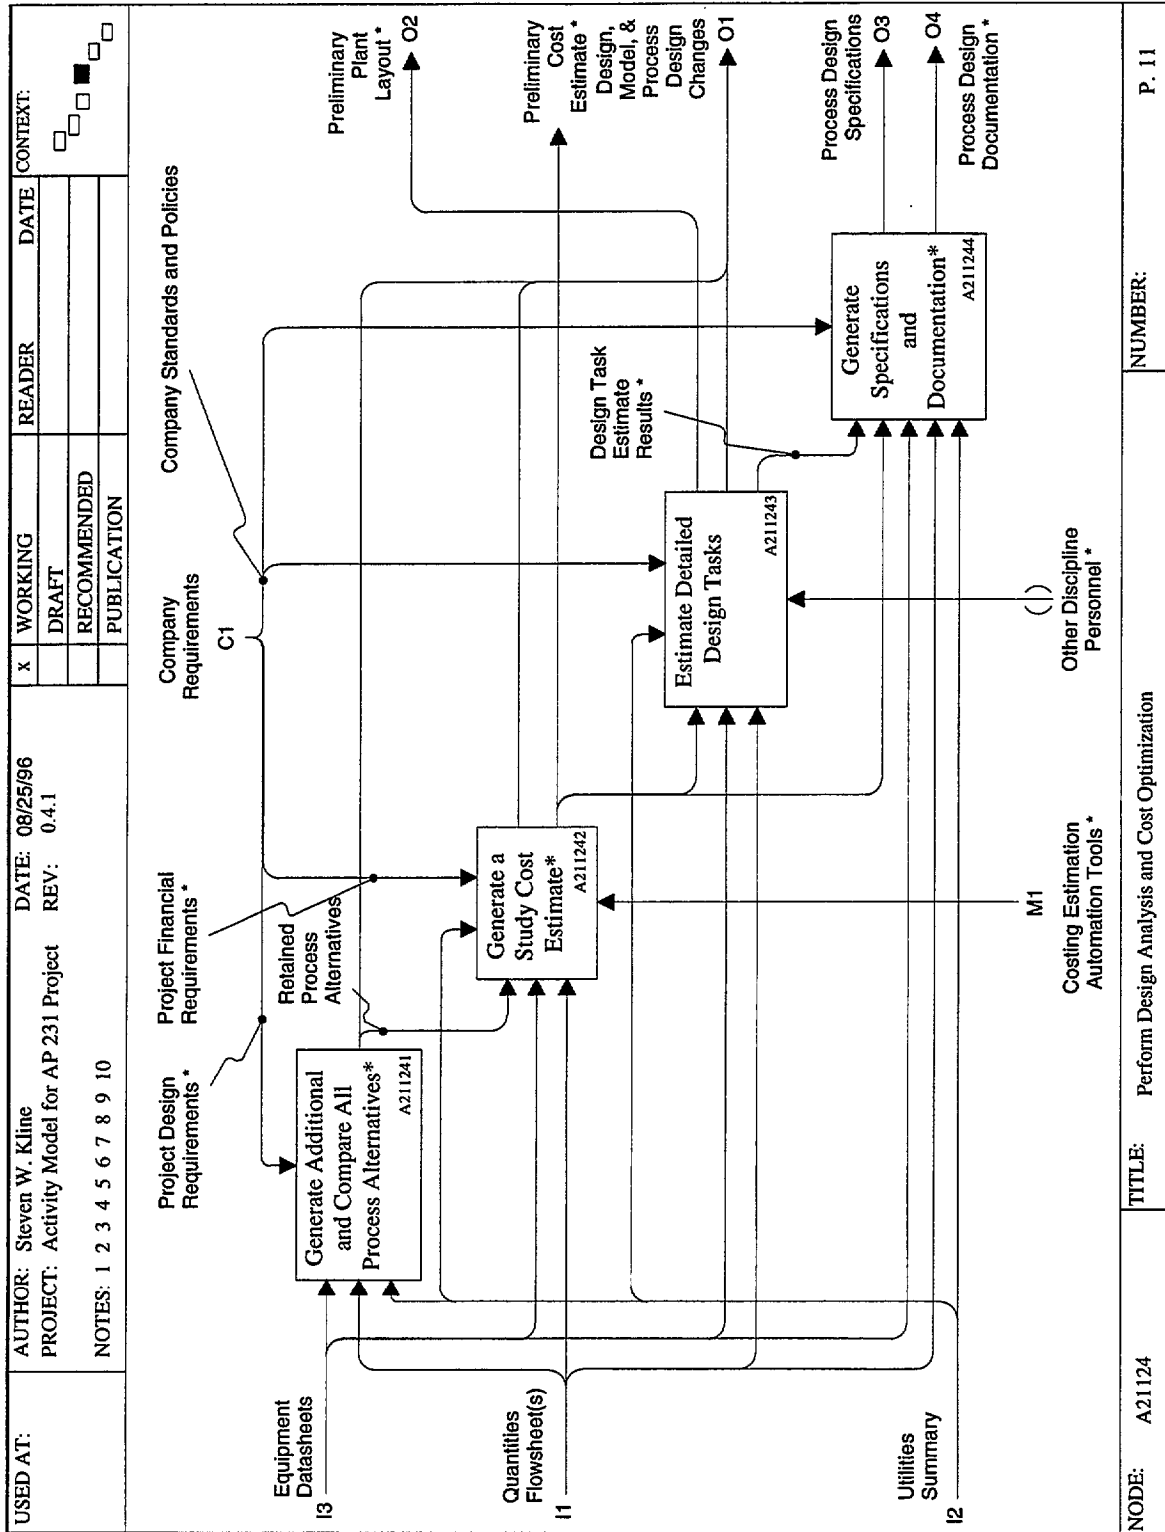 USED AT:
AUTHOR: Steven W. Kline
PROJECT: Activity Model for AP 231 Project
NOTES: 1 2 3 4 5 6 7 8 9 10
DATE: 08/25/96
REV: 0.4.1
x WORKING
DRAFT
RECOMMENDED
PUBLICATION
READER DATE
CONTEXT:
Project Design
Requirements *
Project Financial
Requirements *
Company
Requirements
C1
Company Standards and Policies
Retained
Process
Alternatives
Equipment
Datasheets
I3
Quantities
Flowsheet(s)
I1
Utilities
Summary
I2
Generate Additional
and Compare All
Process Alternatives*
A211241
Generate a
Study Cost
Estimate*
A211242
Estimate Detailed
Design Tasks
A211243
Design Task
Estimate
Results *
Generate
Specifications
and
Documentation*
A211244
Preliminary
Plant
Layout *
O2
Preliminary
Cost
Estimate *
Design,
Model, &
Process
Design
Changes
O1
Process Design
Specifications
O3
Process Design
Documentation *
O4
M1
Costing Estimation
Automation Tools *
( )
Other Discipline
Personnel *
NODE: A21124
TITLE: Perform Design Analysis and Cost Optimization
NUMBER:
P. 11